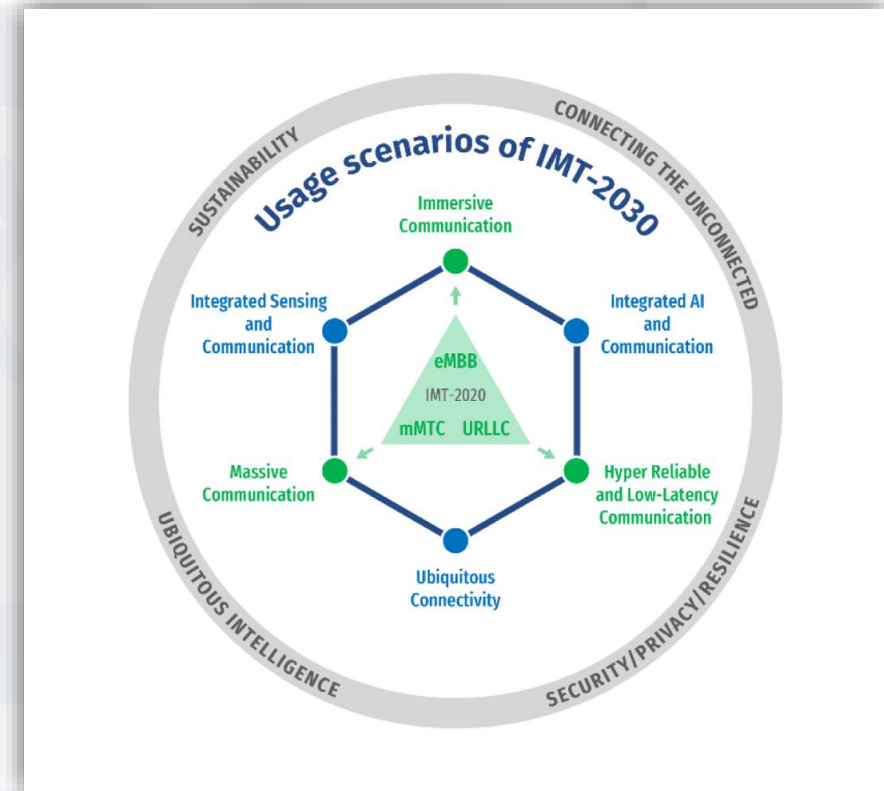 SUSTAINABILITY
CONNECTING THE UNCONNECTED
Usage scenarios of IMT-2030
Immersive
Communication
Integrated Sensing
and
Communication
Integrated AI
and
Communication
eMBB
IMT-2020
mMTC URLLC
Massive
Communication
Hyper Reliable
and Low-Latency
Communication
Ubiquitous
Connectivity
UBIQUITOUS INTELLIGENCE
SECURITY/PRIVACY/RESILIENCE